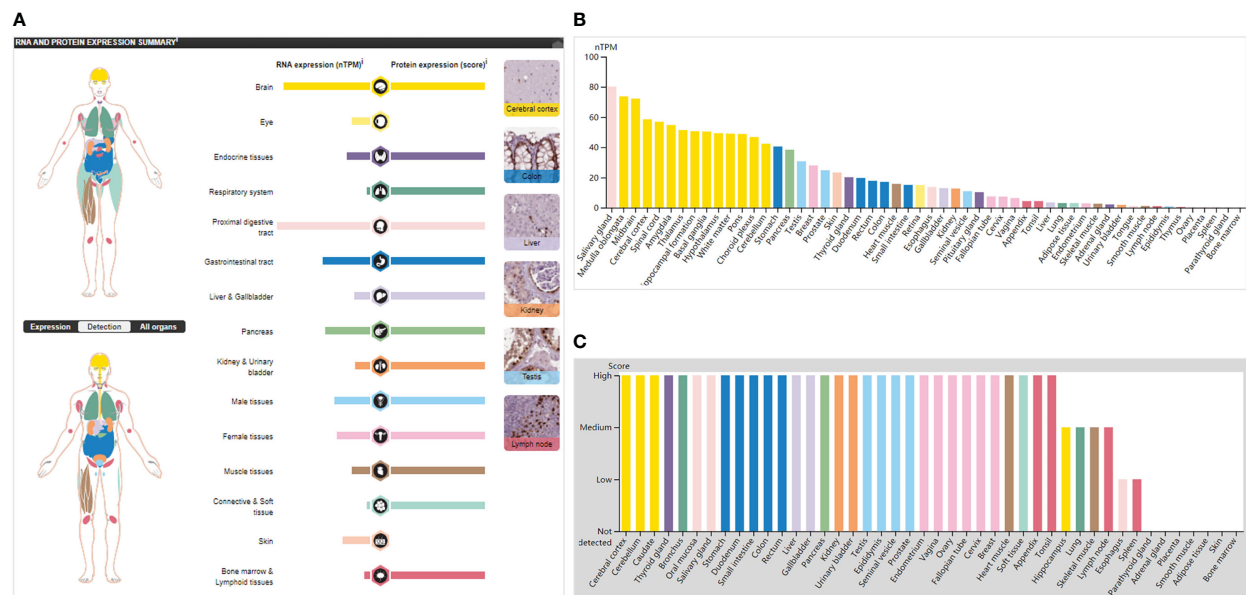 A
RNA AND PROTEIN EXPRESSION SUMMARYⁱ
RNA expression (nTPM)ⁱ
Protein expression (score)ⁱ
Brain
Eye
Endocrine tissues
Respiratory system
Proximal digestive
tract
Gastrointestinal tract
Liver & Gallbladder
Pancreas
Kidney & Urinary
bladder
Male tissues
Female tissues
Muscle tissues
Connective & Soft
tissue
Skin
Bone marrow &
Lymphoid tissues
Expression
Detection
All organs
Cerebral cortex
Colon
Liver
Kidney
Testis
Lymph node
B
nTPM
100
80
60
40
20
0
Salivary gland
Medulla oblongata
Midbrain
Cerebral cortex
Spinal cord
Amygdala
Thalamus
ippocampal formation
Basal ganglia
Hypothalamus
White matter
Pons
Choroid plexus
Cerebellum
Stomach
Pancreas
Testis
Breast
Prostate
Skin
Thyroid gland
Duodenum
Rectum
Colon
Heart muscle
Small intestine
Retina
Esophagus
Gallbladder
Kidney
Seminal vesicle
Pituitary gland
Fallopian tube
Cervix
Vagina
Appendix
Tonsil
Liver
Lung
Adipose tissue
Endometrium
Skeletal muscle
Adrenal gland
Urinary bladder
Tongue
Smooth muscle
Lymph node
Epididymis
Thymus
Ovary
Placenta
Spleen
Parathyroid gland
Bone marrow
C
Score
High
Medium
Low
Not
detected
Cerebral cortex
Cerebellum
Caudate
Thyroid gland
Bronchus
Oral mucosa
Salivary gland
Stomach
Duodenum
Small intestine
Colon
Rectum
Liver
Gallbladder
Pancreas
Kidney
Urinary bladder
Testis
Epididymis
Seminal vesicle
Prostate
Endometrium
Vagina
Ovary
Fallopian tube
Cervix
Breast
Heart muscle
Soft tissue
Appendix
Tonsil
Hippocampus
Lung
Skeletal muscle
Lymph node
Esophagus
Spleen
Parathyroid gland
Adrenal gland
Placenta
Smooth muscle
Adipose tissue
Skin
Bone marrow